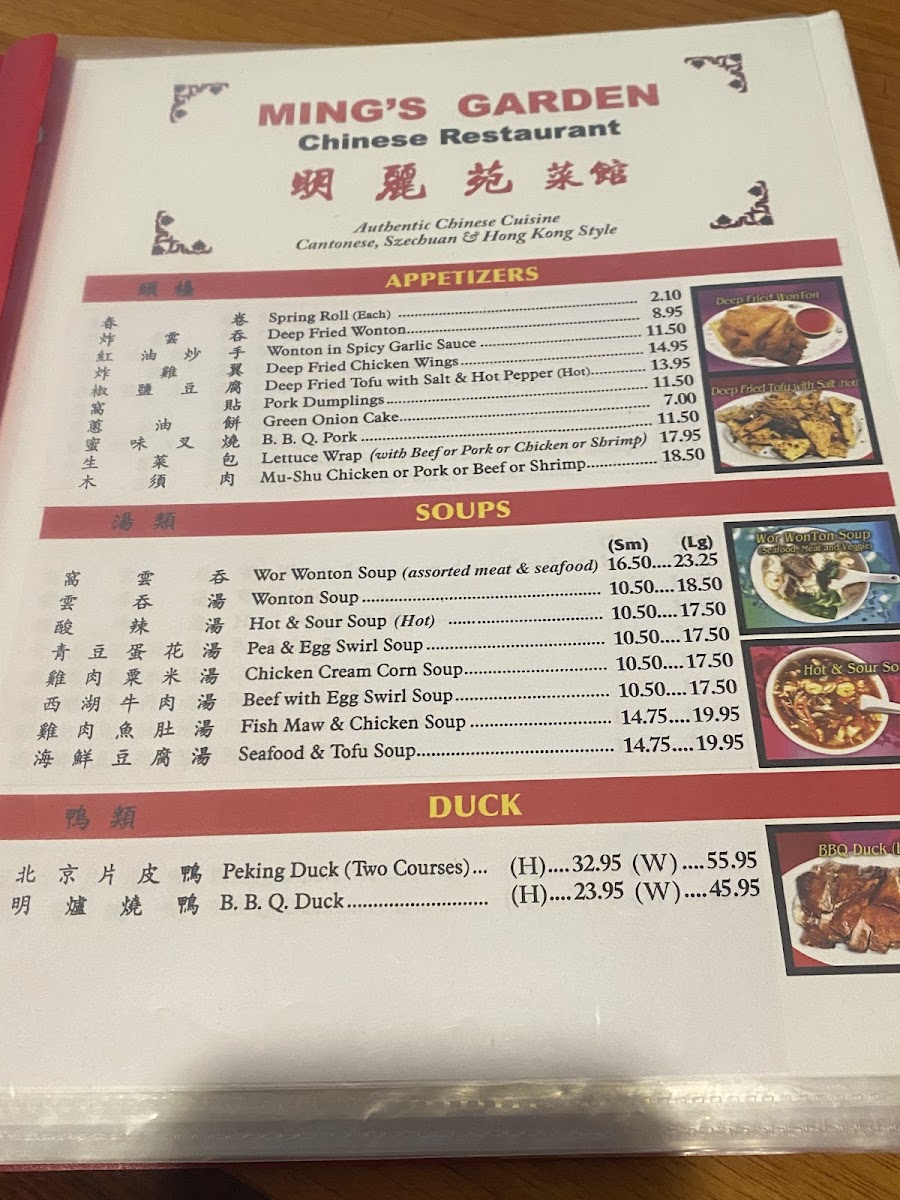 MING'S GARDEN
Chinese Restaurant
明麗苑菜館
Authentic Chinese Cuisine
Cantonese, Szechuan & Hong Kong Style
頭檯 APPETIZERS
春卷 Spring Roll (Each) 2.10
炸雲吞 Deep Fried Wonton 8.95
紅油炒手 Wonton in Spicy Garlic Sauce 11.50
炸雞翼 Deep Fried Chicken Wings 14.95
椒鹽豆腐 Deep Fried Tofu with Salt & Hot Pepper (Hot) 13.95
窩貼 Pork Dumplings 11.50
蔥油餅 Green Onion Cake 7.00
蜜味叉燒 B. B. Q. Pork 11.50
生菜包 Lettuce Wrap (with Beef or Pork or Chicken or Shrimp) 17.95
木須肉 Mu-Shu Chicken or Pork or Beef or Shrimp 18.50
Deep Fried WonTon
Deep Fried Tofu with Salt (Hot)
湯類 SOUPS
(Sm) (Lg)
窩雲吞 Wor Wonton Soup (assorted meat & seafood) 16.50....23.25
雲吞湯 Wonton Soup 10.50....18.50
酸辣湯 Hot & Sour Soup (Hot) 10.50....17.50
青豆蛋花湯 Pea & Egg Swirl Soup 10.50....17.50
雞肉粟米湯 Chicken Cream Corn Soup 10.50....17.50
西湖牛肉湯 Beef with Egg Swirl Soup 10.50....17.50
雞肉魚肚湯 Fish Maw & Chicken Soup 14.75....19.95
海鮮豆腐湯 Seafood & Tofu Soup 14.75....19.95
Wor WonTon Soup
(Seafood, Meat and Veggie)
Hot & Sour So
鴨類 DUCK
北京片皮鴨 Peking Duck (Two Courses)... (H)....32.95 (W)....55.95
明爐燒鴨 B. B. Q. Duck (H)....23.95 (W)....45.95
BBQ Duck (